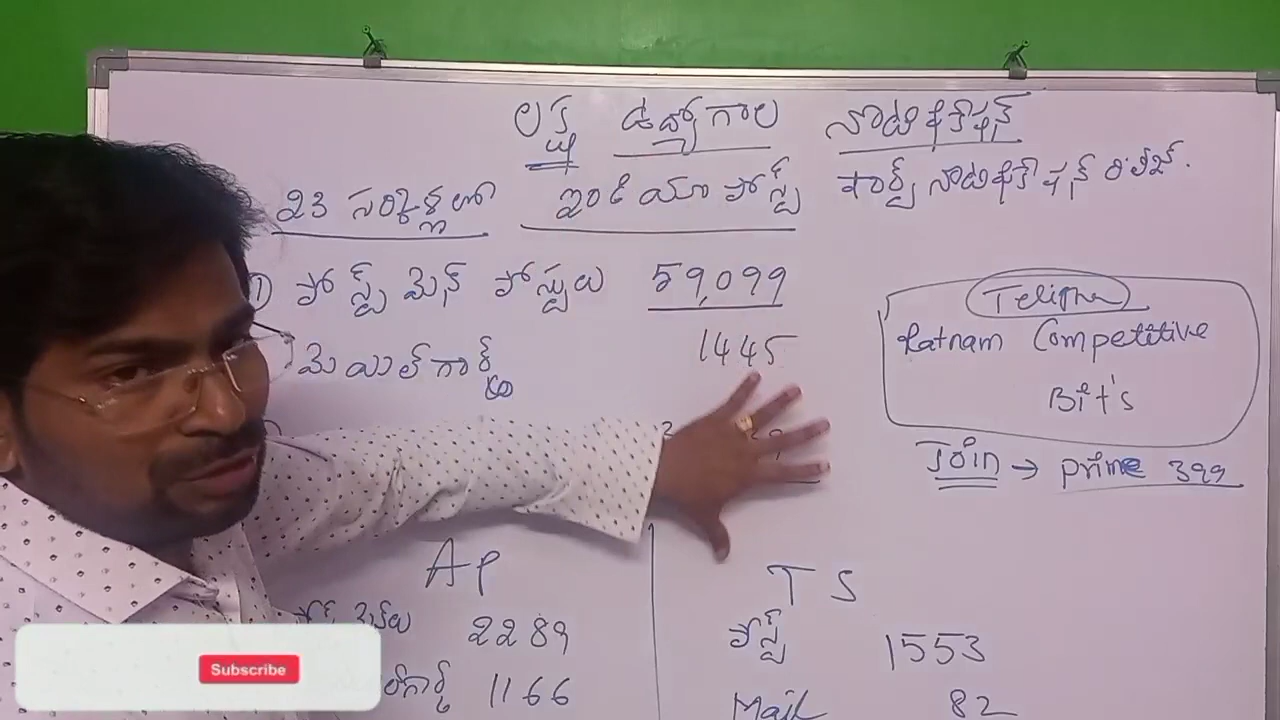 లక్ష ఉద్యోగాల నోటిఫికేషన్
23 సర్కిళ్లలో ఇండియా పోస్ట్ షార్ట్ నోటిఫికేషన్ రిలీజ్.
1) పోస్ట్ మెన్ పోస్టులు 59,099
మెయిల్ గార్డ్ 1445
Ratnam Competitive
Bit's
Join → prime 399
AP
2289
1166
TS
పోస్ట్ 1553
Mail 82
Subscribe